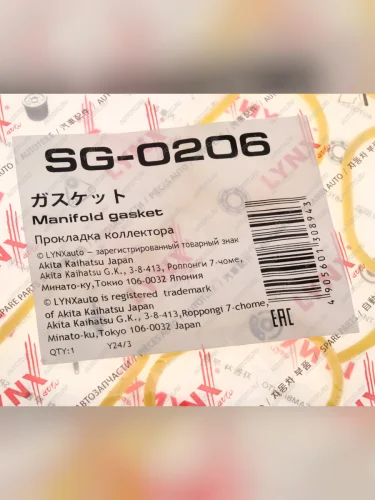 SG-0206
ガスケット
Manifold gasket
Прокладка коллектора
© LYNXauto — зарегистрированный товарный знак
Akita Kaihatsu Japan
Akita Kaihatsu G.K., 3-8-413, Роппонги 7-чоме,
Минато-ку, Токио 106-0032 Япония
© LYNXauto is registered trademark
of Akita Kaihatsu Japan
Akita Kaihatsu G.K., 3-8-413,Roppongi 7-chome,
Minato-ku,Tokyo 106-0032 Japan
QTY:1 Y24/3
4905601308943
EAC
LYNX auto